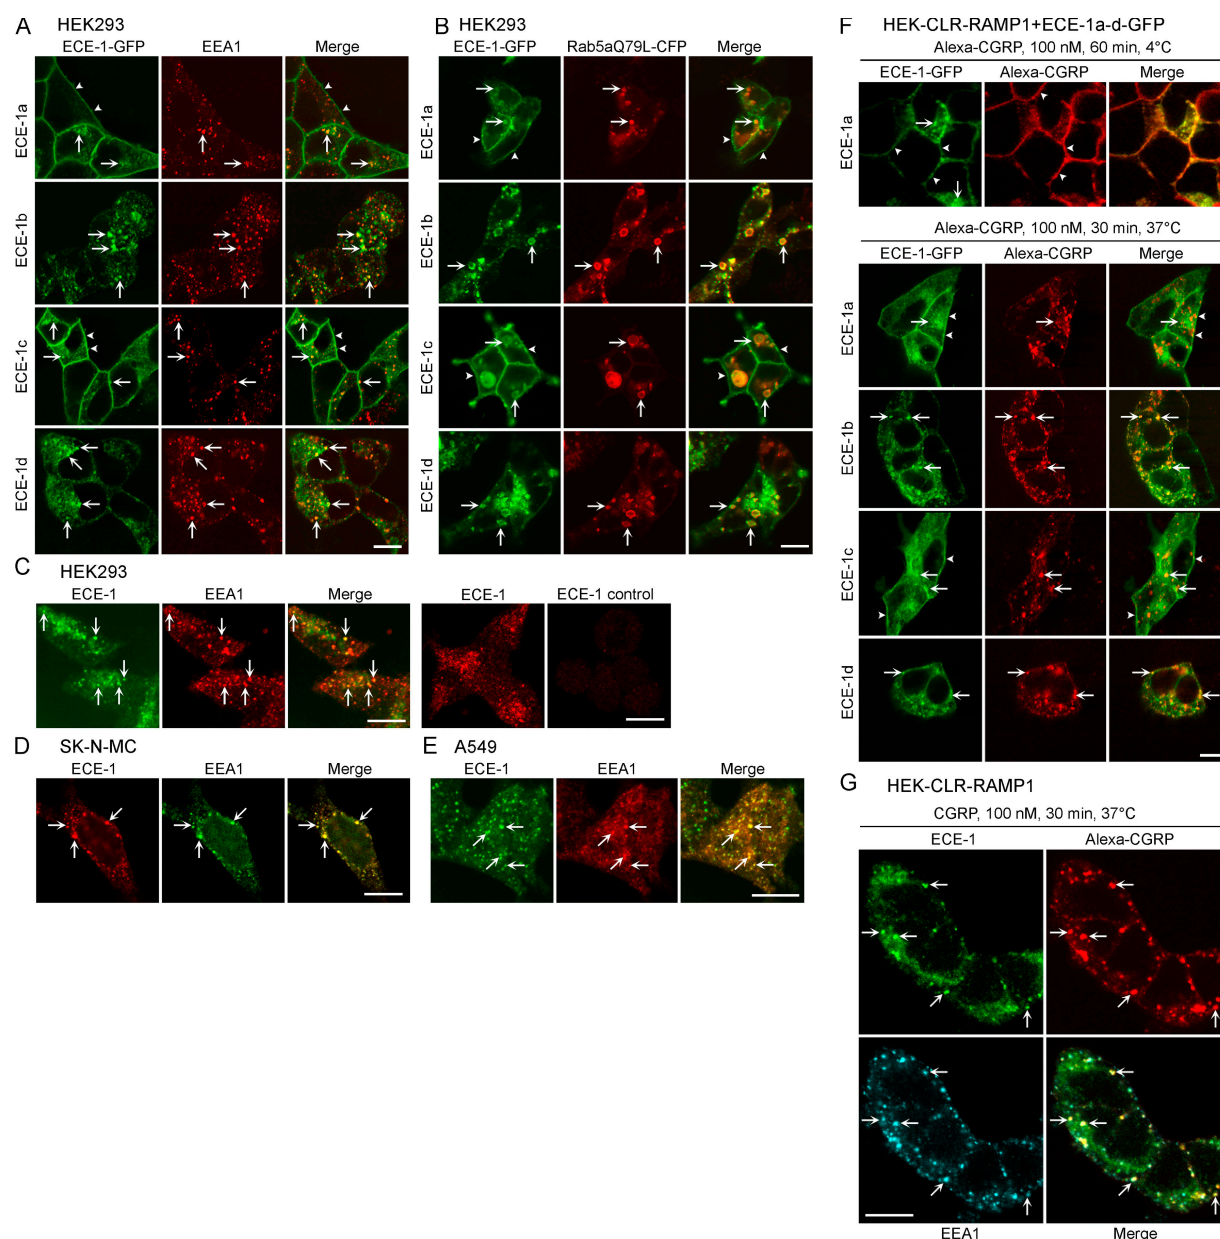 A HEK293
ECE-1-GFP EEA1 Merge
ECE-1a
ECE-1b
ECE-1c
ECE-1d
B HEK293
ECE-1-GFP Rab5aQ79L-CFP Merge
ECE-1a
ECE-1b
ECE-1c
ECE-1d
C HEK293
ECE-1 EEA1 Merge ECE-1 ECE-1 control
D SK-N-MC
ECE-1 EEA1 Merge
E A549
ECE-1 EEA1 Merge
F HEK-CLR-RAMP1+ECE-1a-d-GFP
Alexa-CGRP, 100 nM, 60 min, 4°C
ECE-1-GFP Alexa-CGRP Merge
ECE-1a
Alexa-CGRP, 100 nM, 30 min, 37°C
ECE-1-GFP Alexa-CGRP Merge
ECE-1a
ECE-1b
ECE-1c
ECE-1d
G HEK-CLR-RAMP1
CGRP, 100 nM, 30 min, 37°C
ECE-1 Alexa-CGRP
EEA1 Merge